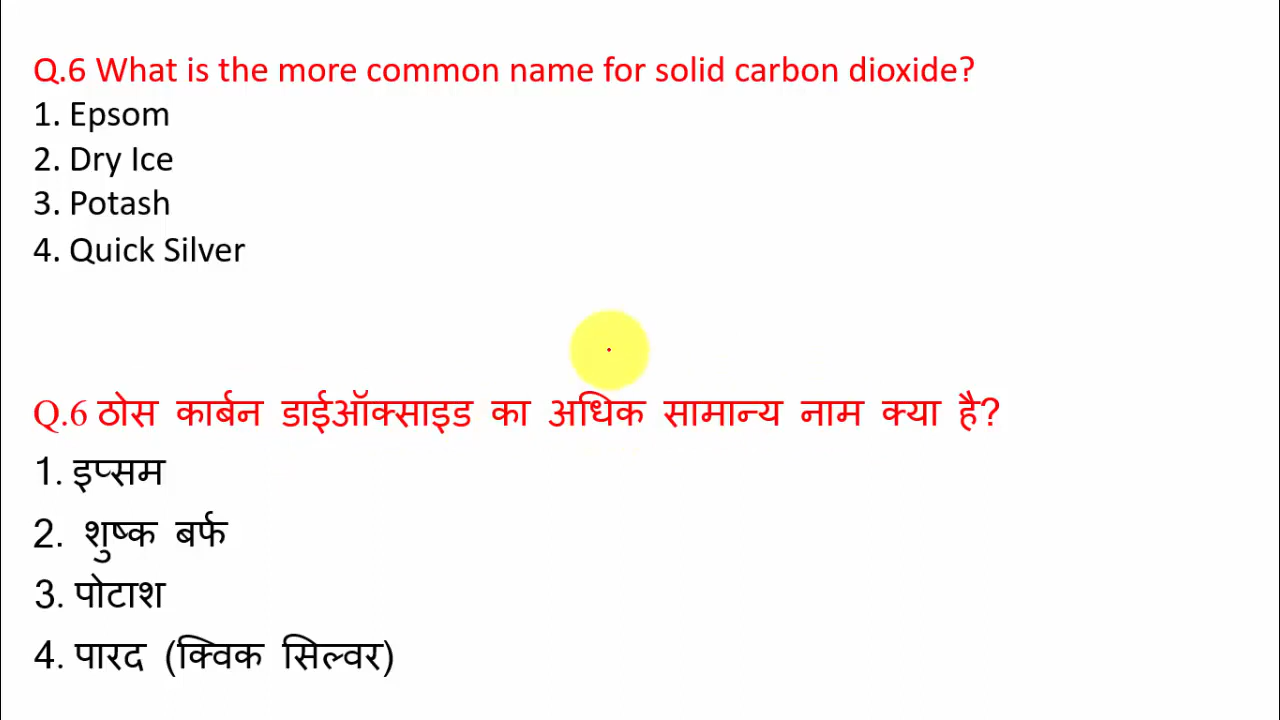 Q.6 What is the more common name for solid carbon dioxide?
1. Epsom
2. Dry Ice
3. Potash
4. Quick Silver
Q.6 ठोस कार्बन डाईऑक्साइड का अधिक सामान्य नाम क्या है?
1. इप्सम
2. शुष्क बर्फ
3. पोटाश
4. पारद (क्विक सिल्वर)